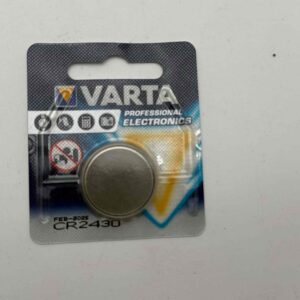 VARTA
PROFESSIONAL
ELECTRONICS
CR2430